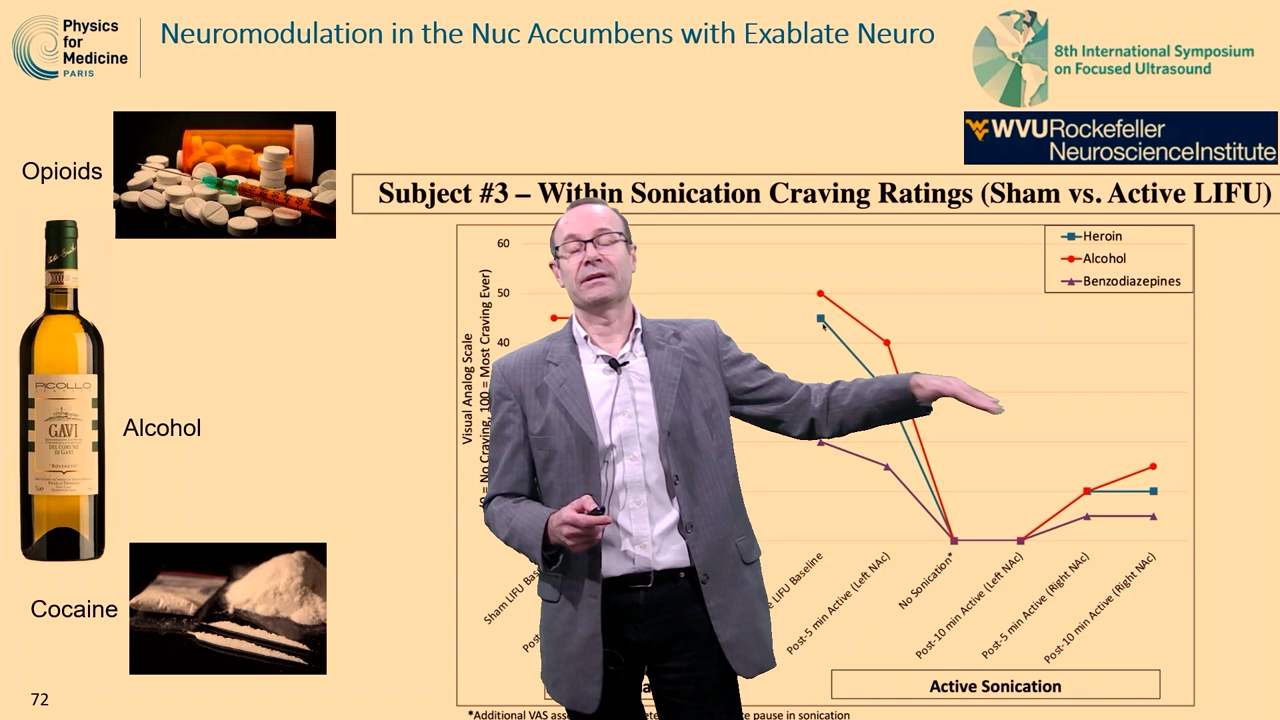 Physics
for
Medicine
PARIS
Neuromodulation in the Nuc Accumbens with Exablate Neuro
8th International Symposium
on Focused Ultrasound
WVU Rockefeller
NeuroscienceInstitute
Opioids
Subject #3 – Within Sonication Craving Ratings (Sham vs. Active LIFU)
Heroin
Alcohol
Benzodiazepines
60
50
40
Visual Analog Scale
= No Craving, 100 = Most Craving Ever)
PICOLLO
GAVI
Alcohol
Cocaine
Sham LIFU
LIFU Baseline
Post-5 min Active (Left NAc)
No Sonication*
Post-10 min Active (Left NAc)
Post-5 min Active (Right NAc)
Post-10 min Active (Right NAc)
Active Sonication
72
*Additional VAS pause in sonication